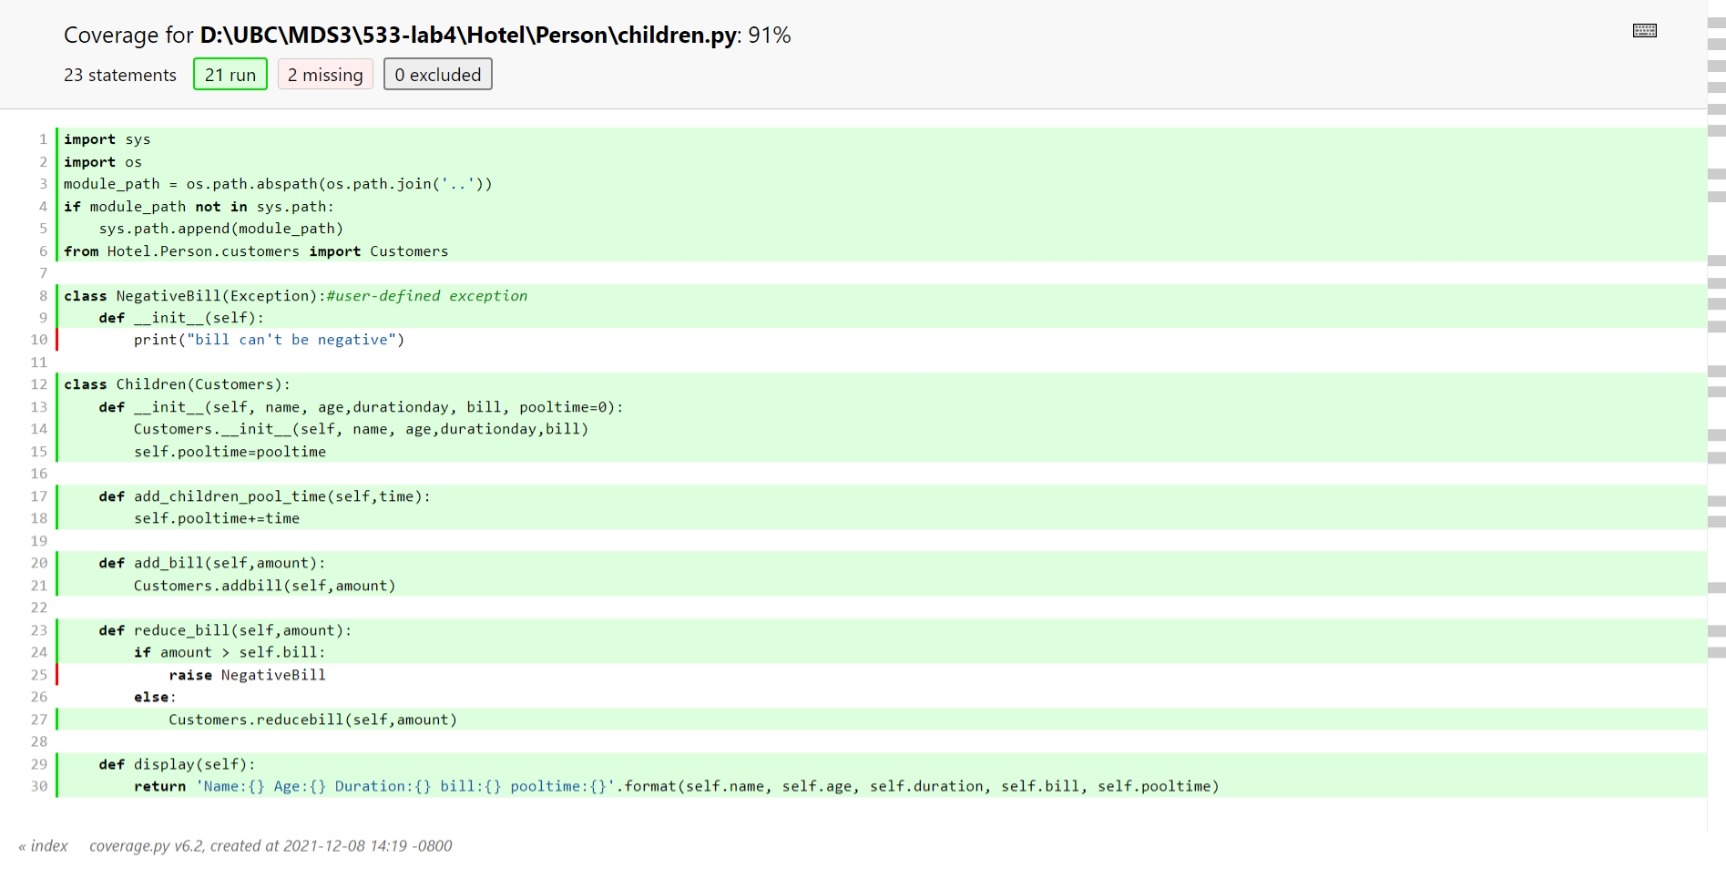 Coverage for D:\UBC\MDS3\533-lab4\Hotel\Person\children.py: 91%
23 statements 21 run 2 missing 0 excluded
1 import sys
2 import os
3 module_path = os.path.abspath(os.path.join('..'))
4 if module_path not in sys.path:
5     sys.path.append(module_path)
6 from Hotel.Person.customers import Customers
7
8 class NegativeBill(Exception):#user-defined exception
9     def __init__(self):
10         print("bill can't be negative")
11
12 class Children(Customers):
13     def __init__(self, name, age,durationday, bill, pooltime=0):
14         Customers.__init__(self, name, age,durationday,bill)
15         self.pooltime=pooltime
16
17     def add_children_pool_time(self,time):
18         self.pooltime+=time
19
20     def add_bill(self,amount):
21         Customers.addbill(self,amount)
22
23     def reduce_bill(self,amount):
24         if amount > self.bill:
25             raise NegativeBill
26         else:
27             Customers.reducebill(self,amount)
28
29     def display(self):
30         return 'Name:{} Age:{} Duration:{} bill:{} pooltime:{}'.format(self.name, self.age, self.duration, self.bill, self.pooltime)
« index coverage.py v6.2, created at 2021-12-08 14:19 -0800